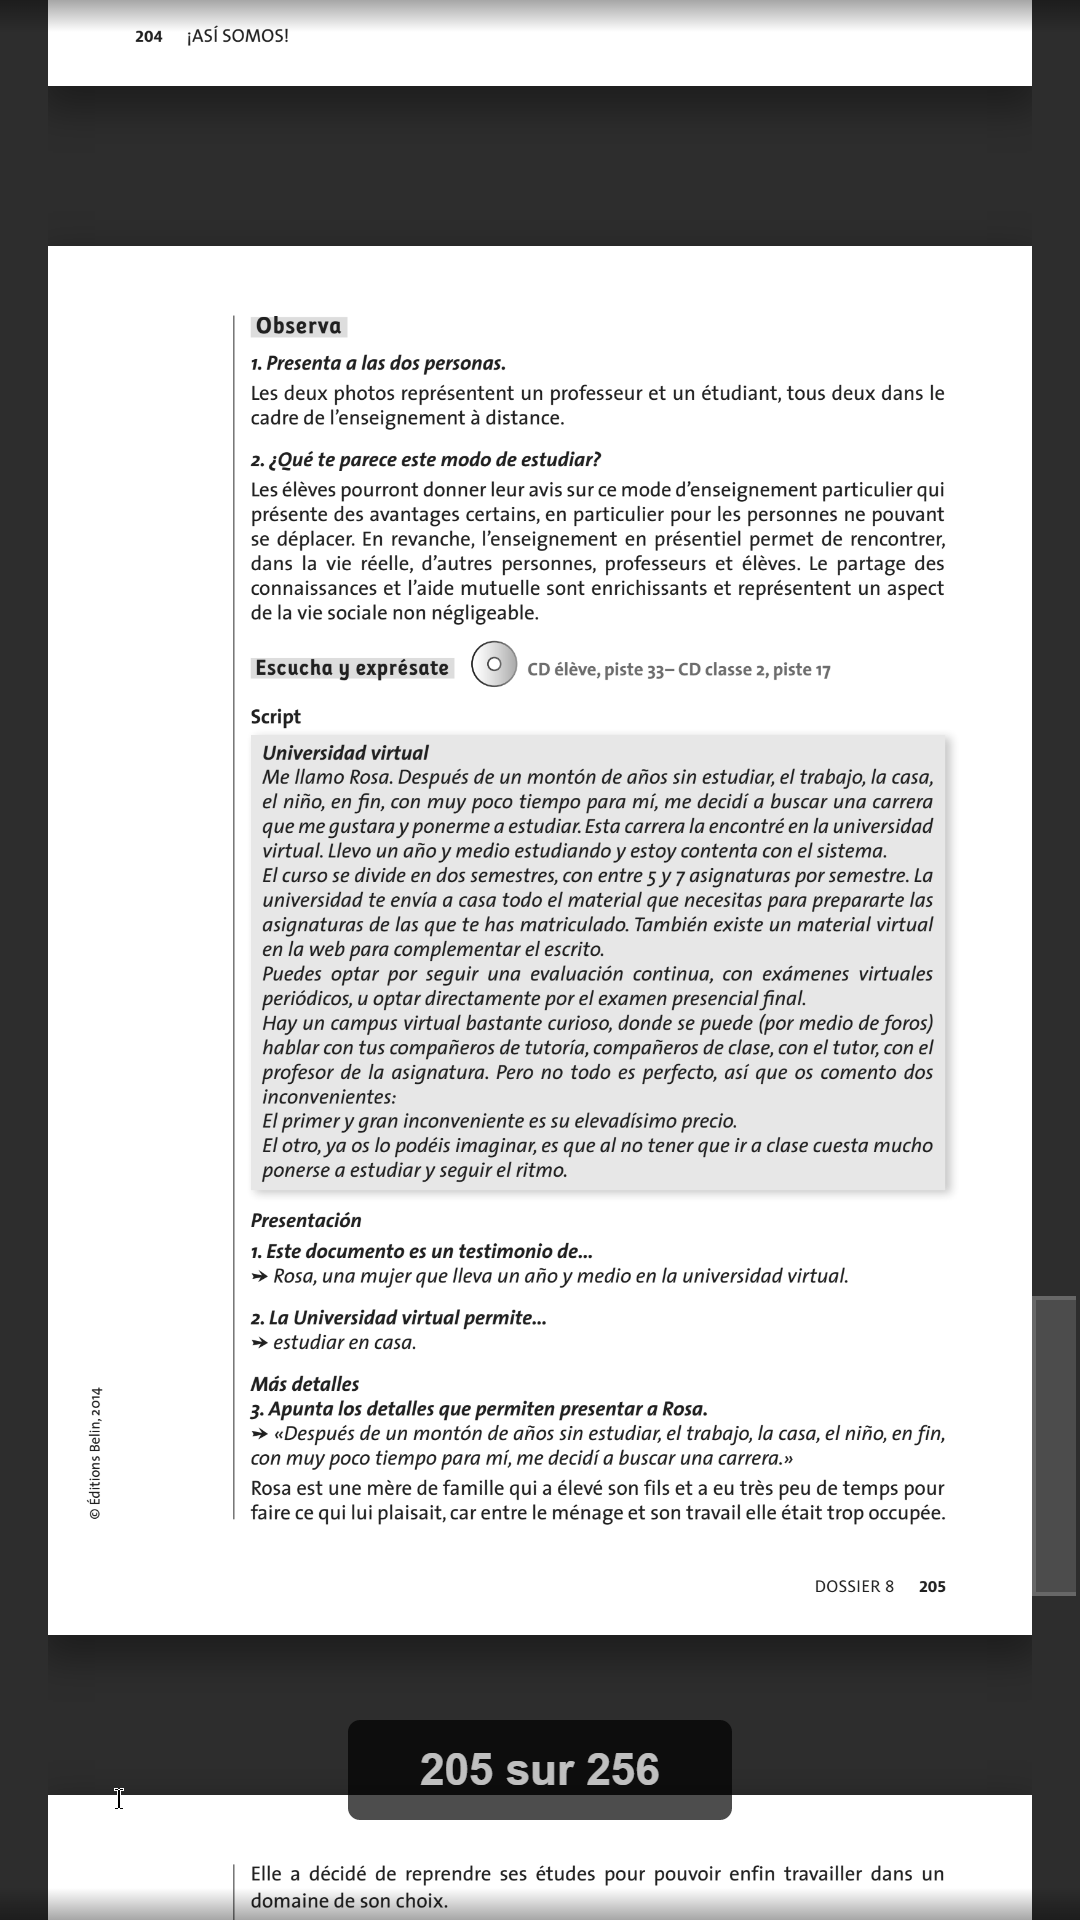 204 ¡ASÍ SOMOS!
Observa
1. Presenta a las dos personas.
Les deux photos représentent un professeur et un étudiant, tous deux dans le
cadre de l’enseignement à distance.
2. ¿Qué te parece este modo de estudiar?
Les élèves pourront donner leur avis sur ce mode d’enseignement particulier qui
présente des avantages certains, en particulier pour les personnes ne pouvant
se déplacer. En revanche, l’enseignement en présentiel permet de rencontrer,
dans la vie réelle, d’autres personnes, professeurs et élèves. Le partage des
connaissances et l’aide mutuelle sont enrichissants et représentent un aspect
de la vie sociale non négligeable.
Escucha y exprésate CD élève, piste 33– CD classe 2, piste 17
Script
Universidad virtual
Me llamo Rosa. Después de un montón de años sin estudiar, el trabajo, la casa,
el niño, en fin, con muy poco tiempo para mí, me decidí a buscar una carrera
que me gustara y ponerme a estudiar. Esta carrera la encontré en la universidad
virtual. Llevo un año y medio estudiando y estoy contenta con el sistema.
El curso se divide en dos semestres, con entre 5 y 7 asignaturas por semestre. La
universidad te envía a casa todo el material que necesitas para prepararte las
asignaturas de las que te has matriculado. También existe un material virtual
en la web para complementar el escrito.
Puedes optar por seguir una evaluación continua, con exámenes virtuales
periódicos, u optar directamente por el examen presencial final.
Hay un campus virtual bastante curioso, donde se puede (por medio de foros)
hablar con tus compañeros de tutoría, compañeros de clase, con el tutor, con el
profesor de la asignatura. Pero no todo es perfecto, así que os comento dos
inconvenientes:
El primer y gran inconveniente es su elevadísimo precio.
El otro, ya os lo podéis imaginar, es que al no tener que ir a clase cuesta mucho
ponerse a estudiar y seguir el ritmo.
Presentación
1. Este documento es un testimonio de...
➳ Rosa, una mujer que lleva un año y medio en la universidad virtual.
2. La Universidad virtual permite...
➳ estudiar en casa.
Más detalles
3. Apunta los detalles que permiten presentar a Rosa.
➳ «Después de un montón de años sin estudiar, el trabajo, la casa, el niño, en fin,
con muy poco tiempo para mí, me decidí a buscar una carrera.»
Rosa est une mère de famille qui a élevé son fils et a eu très peu de temps pour
faire ce qui lui plaisait, car entre le ménage et son travail elle était trop occupée.
© Éditions Belin, 2014
DOSSIER 8 205
205 sur 256
Elle a décidé de reprendre ses études pour pouvoir enfin travailler dans un
domaine de son choix.